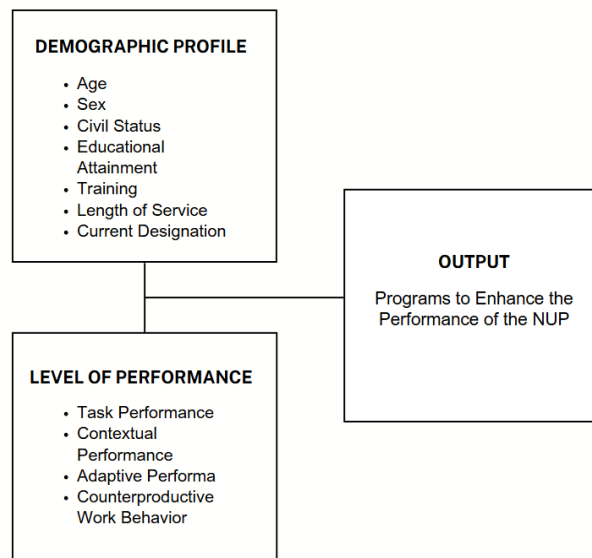 DEMOGRAPHIC PROFILE
• Age
• Sex
• Civil Status
• Educational
Attainment
• Training
• Length of Service
• Current Designation
OUTPUT
Programs to Enhance the
Performance of the NUP
LEVEL OF PERFORMANCE
• Task Performance
• Contextual
Performance
• Adaptive Performa
• Counterproductive
Work Behavior